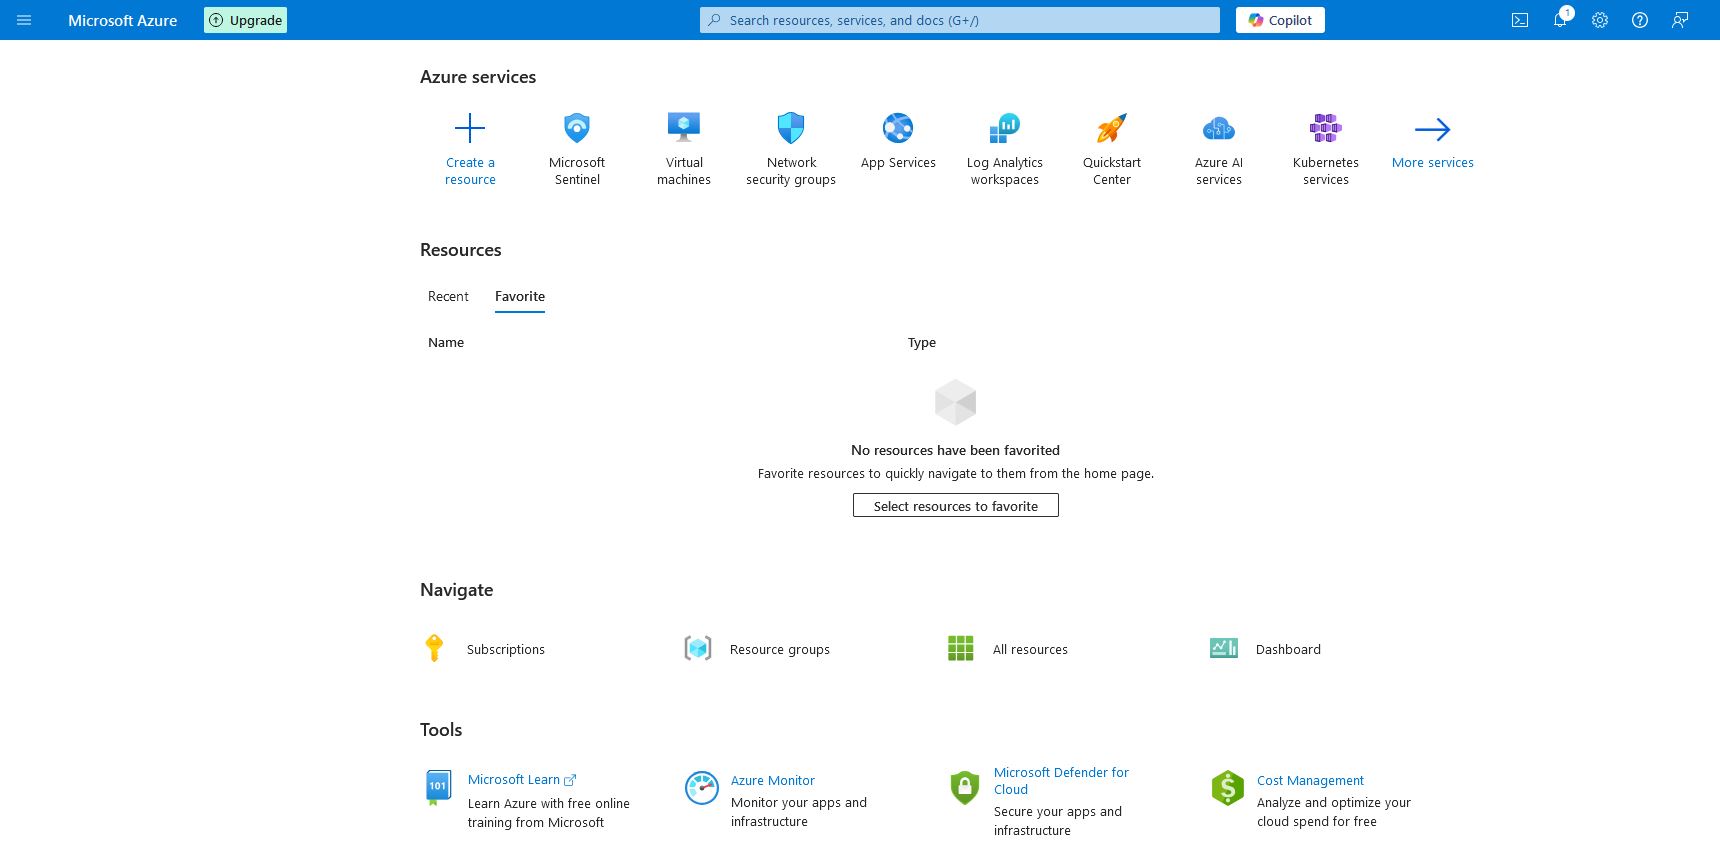 Microsoft Azure
Upgrade
Search resources, services, and docs (G+/)
Copilot
1
Azure services
Create a
resource
Microsoft
Sentinel
Virtual
machines
Network
security groups
App Services
Log Analytics
workspaces
Quickstart
Center
Azure AI
services
Kubernetes
services
More services
Resources
Recent
Favorite
Name
Type
No resources have been favorited
Favorite resources to quickly navigate to them from the home page.
Select resources to favorite
Navigate
Subscriptions
Resource groups
All resources
Dashboard
Tools
101
Microsoft Learn
Learn Azure with free online
training from Microsoft
Azure Monitor
Monitor your apps and
infrastructure
Microsoft Defender for
Cloud
Secure your apps and
infrastructure
$
Cost Management
Analyze and optimize your
cloud spend for free